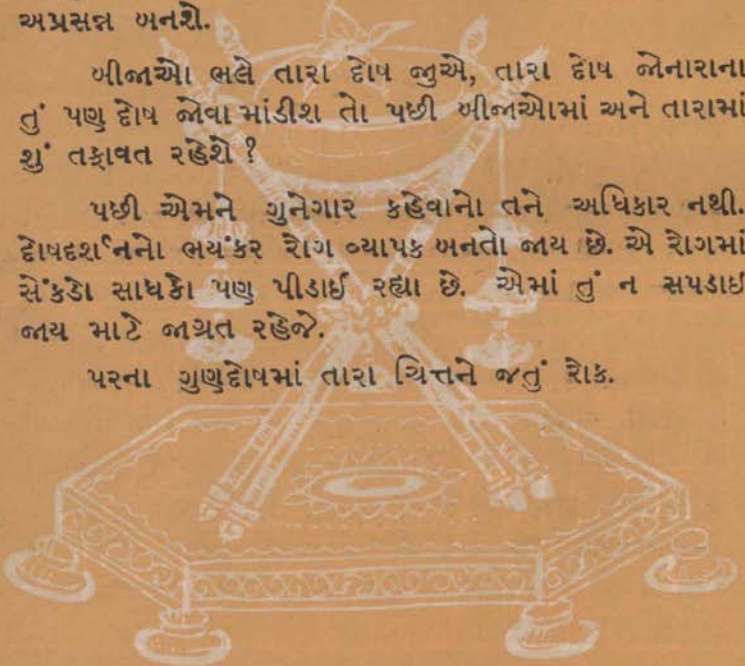 અપ્રસન્ન બનશે.
બીજાઓ ભલે તારા દોષ જુએ, તારા દોષ જોનારાના
તું પણ દોષ જોવા માંડીશ તો પછી બીજાઓમાં અને તારામાં
શું તફાવત રહેશે ?
પછી એમને ગુનેગાર કહેવાનો તને અધિકાર નથી.
દોષદર્શનનો ભયંકર રોગ વ્યાપક બનતો જાય છે. એ રોગમાં
સેંકડો સાધકો પણ પીડાઈ રહ્યા છે. એમાં તું ન સપડાઈ
જાય માટે જાગ્રત રહેજે.
પરના ગુણદોષમાં તારા ચિત્તને જતું રોક.